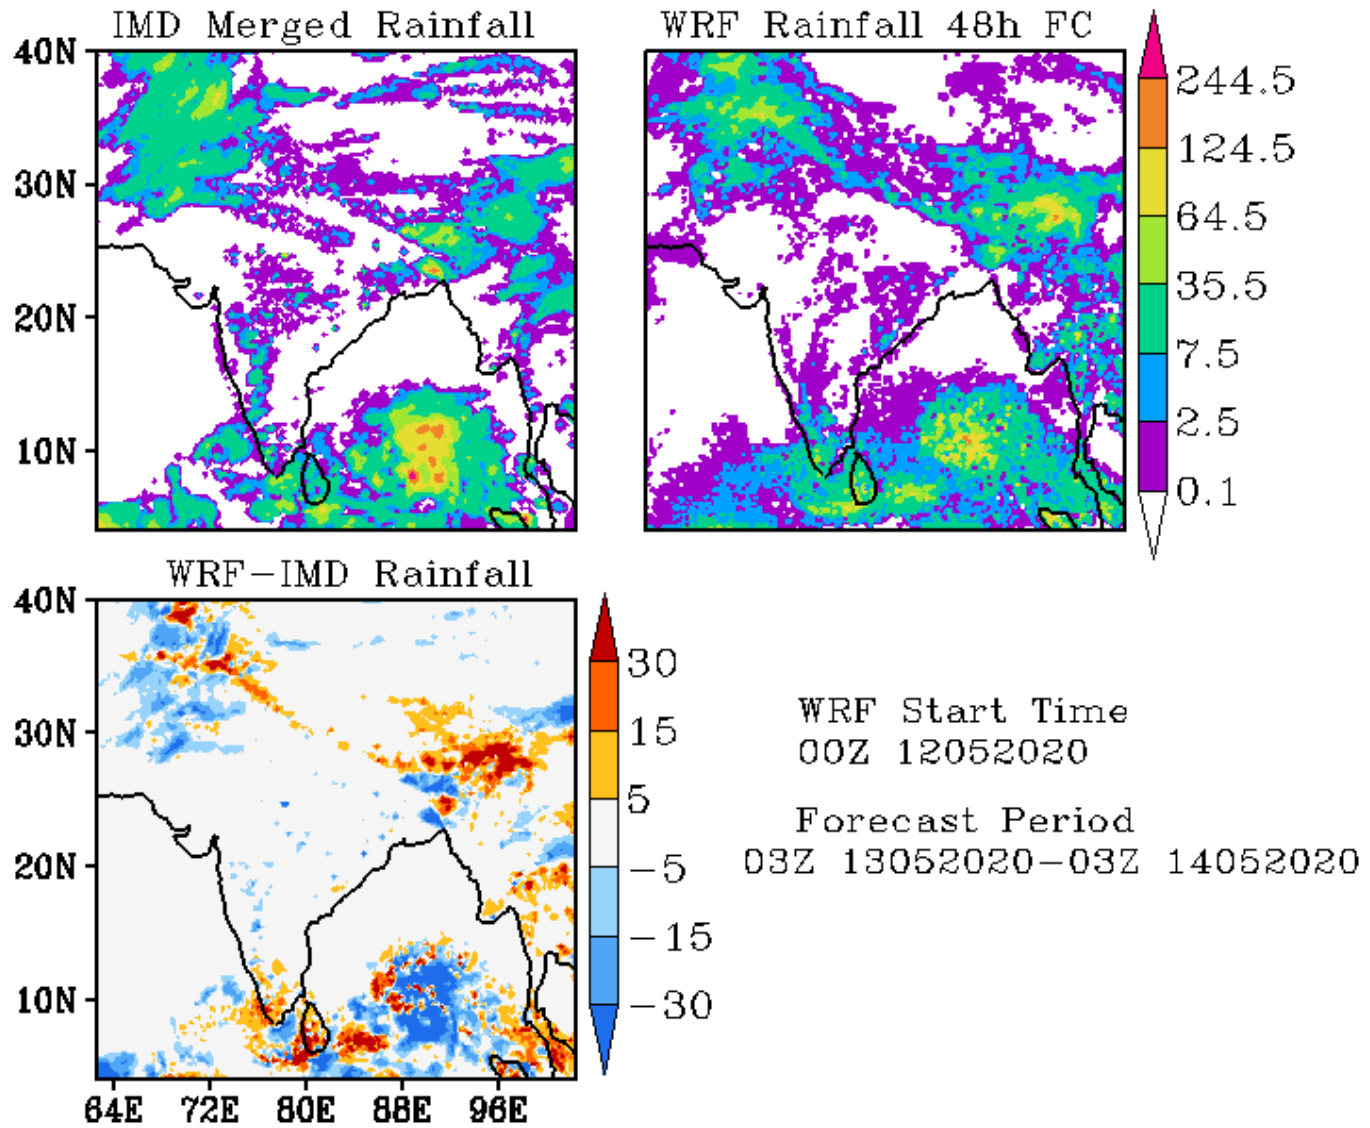 IMD Merged Rainfall
WRF Rainfall 48h FC
40N
30N
20N
10N
244.5
124.5
64.5
35.5
7.5
2.5
0.1
WRF-IMD Rainfall
40N
30N
20N
10N
64E 72E 80E 88E 96E
30
15
5
-5
-15
-30
WRF Start Time
00Z 12052020
Forecast Period
03Z 13052020-03Z 14052020